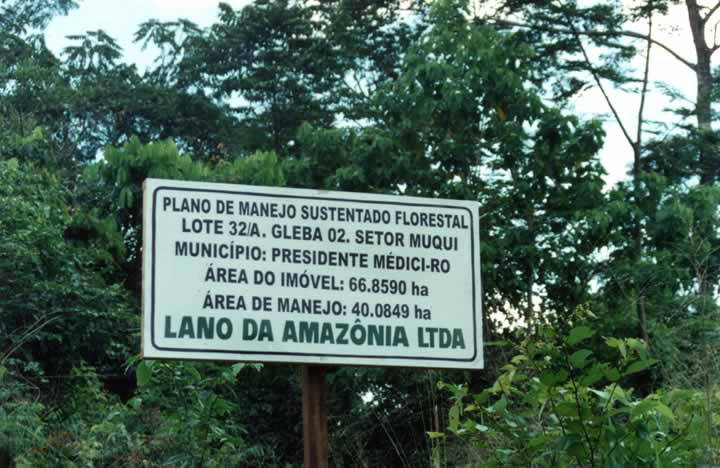 PLANO DE MANEJO SUSTENTADO FLORESTAL
LOTE 32/A. GLEBA 02. SETOR MUQUI
MUNICÍPIO: PRESIDENTE MÉDICI-RO
ÁREA DO IMÓVEL: 66.8590 ha
ÁREA DE MANEJO: 40.0849 ha
LANO DA AMAZÔNIA LTDA